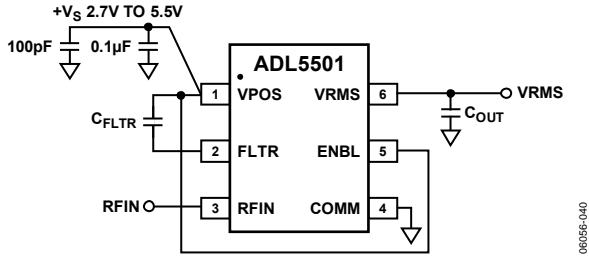 +VS 2.7V TO 5.5V
100pF 0.1µF
ADL5501
1 VPOS VRMS 6 VRMS
CFLTR COUT
2 FLTR ENBL 5
RFIN 3 RFIN COMM 4
06056-040